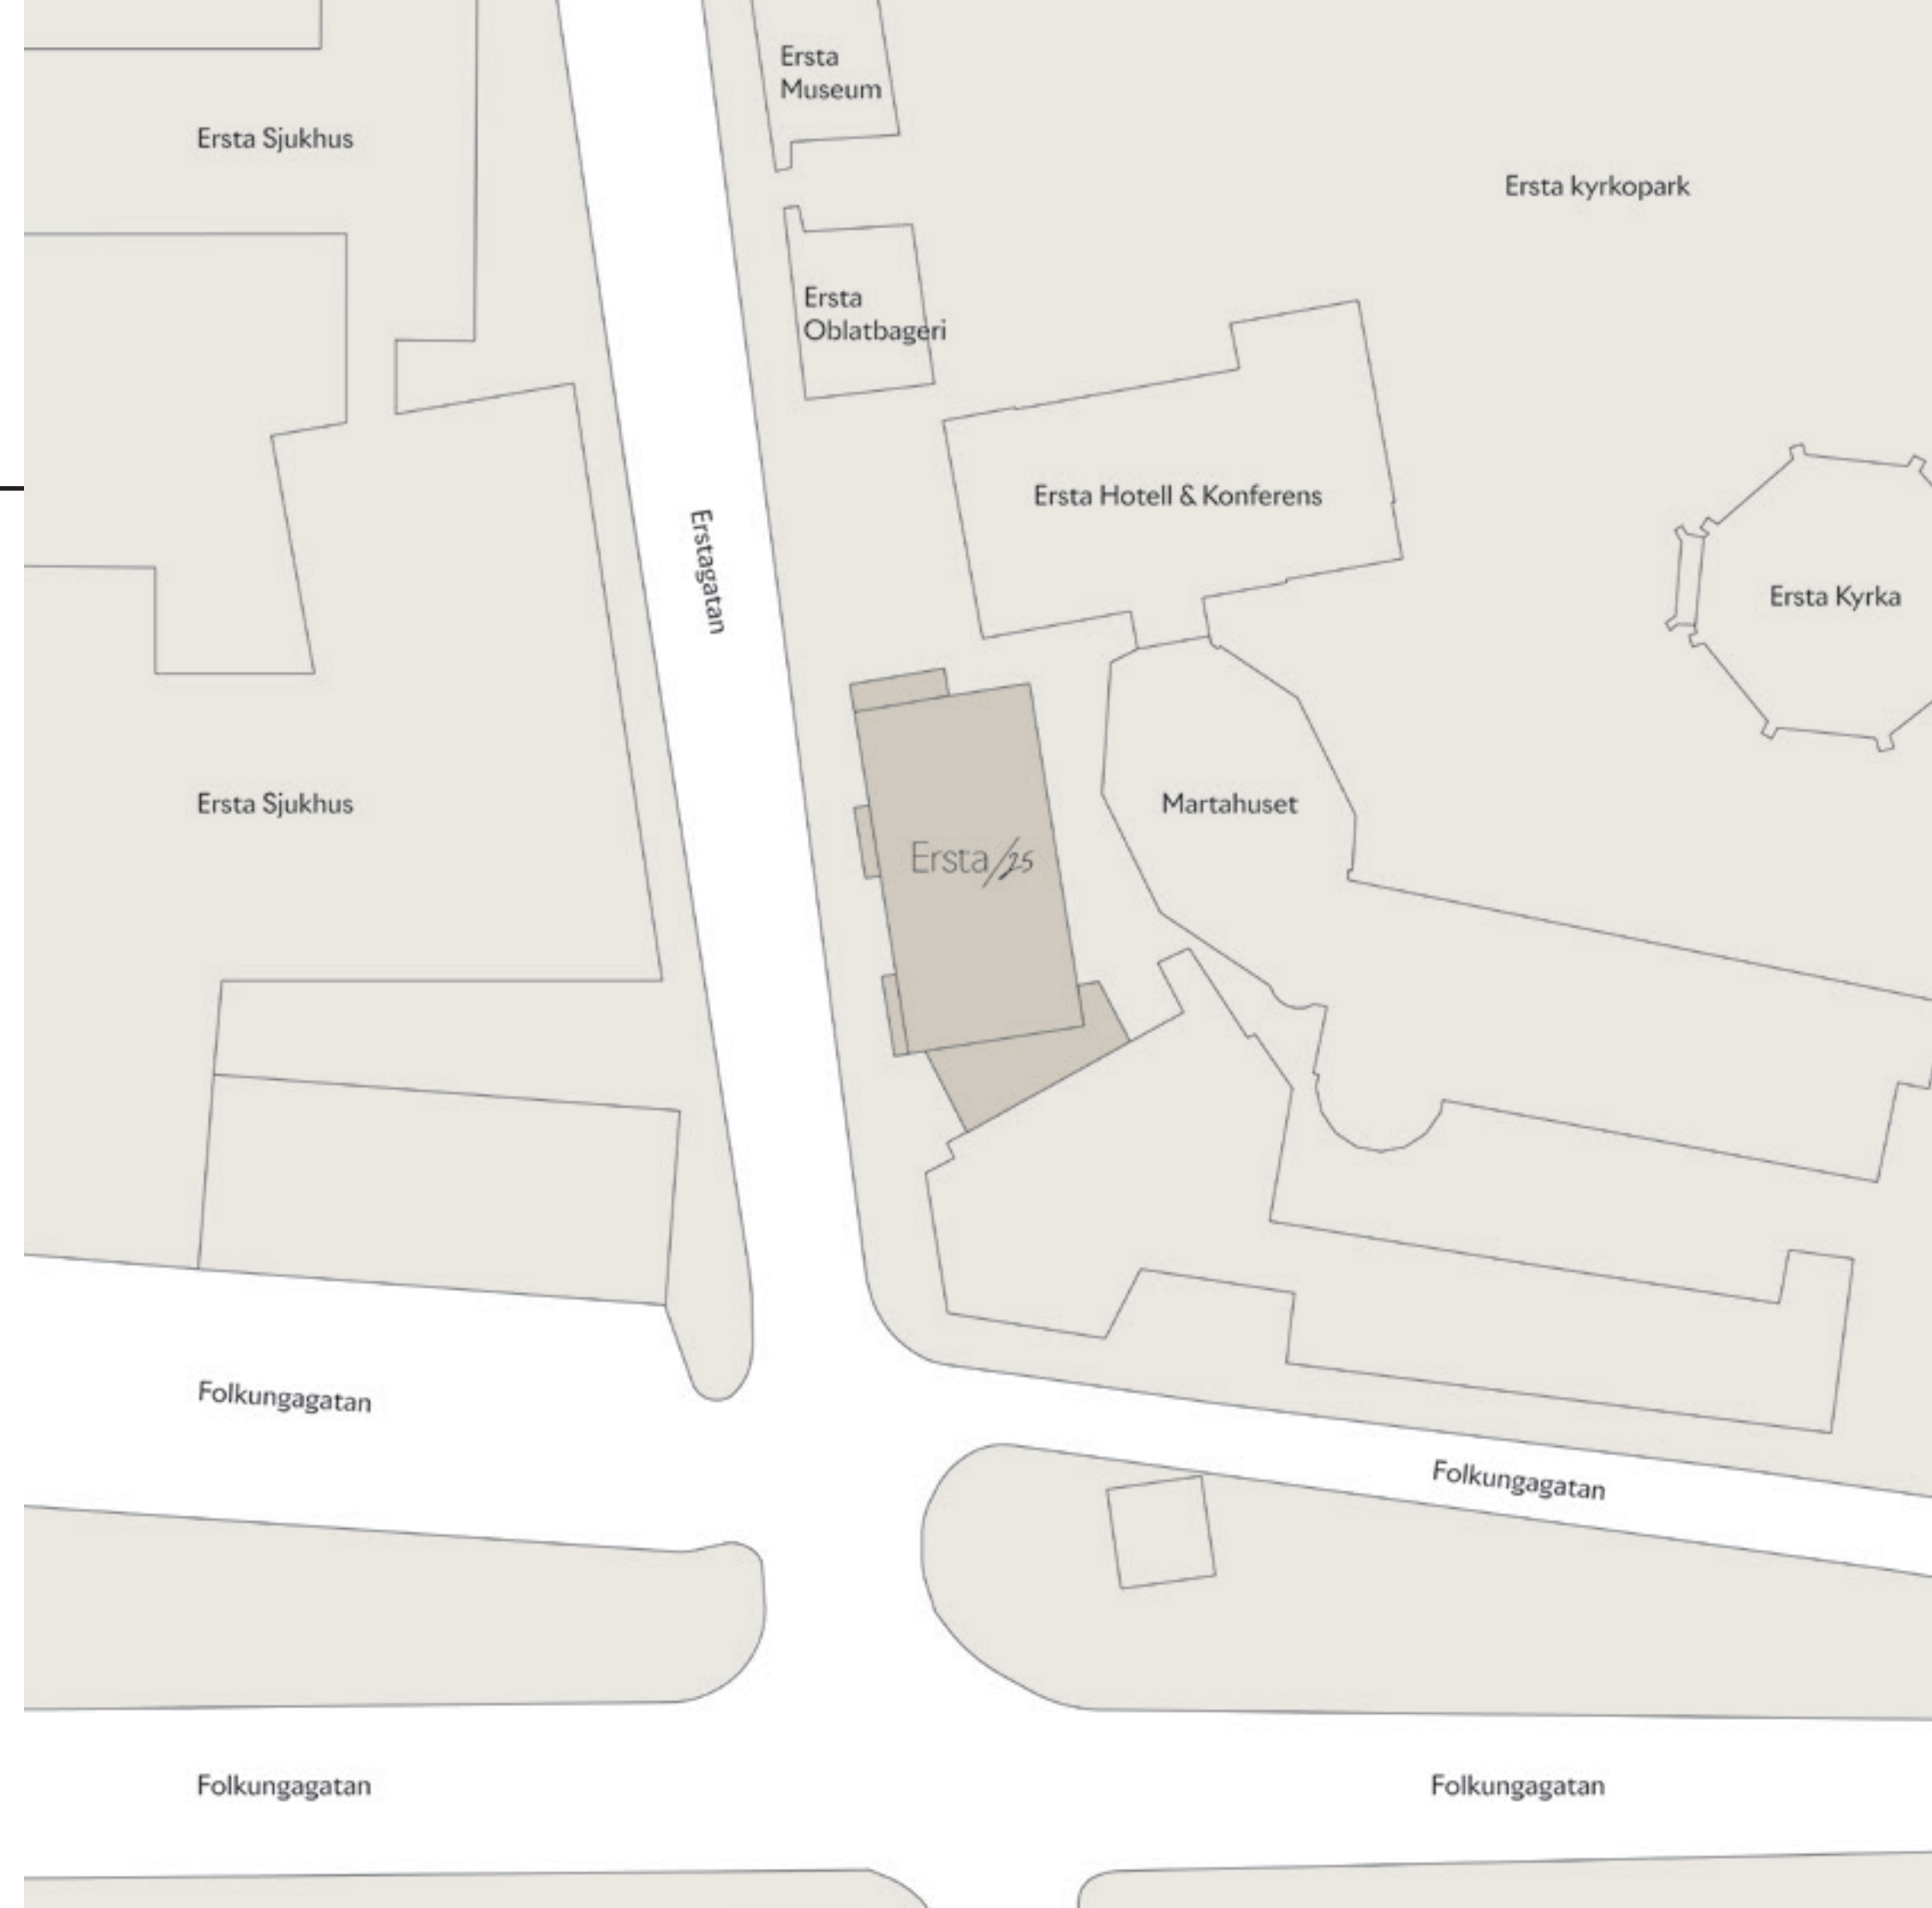 Ersta
Museum
Ersta Sjukhus
Ersta kyrkopark
Ersta
Oblatbageri
Ersta Hotell & Konferens
Erstagatan
Ersta Kyrka
Ersta Sjukhus
Martahuset
Ersta/25
Folkungagatan
Folkungagatan
Folkungagatan
Folkungagatan